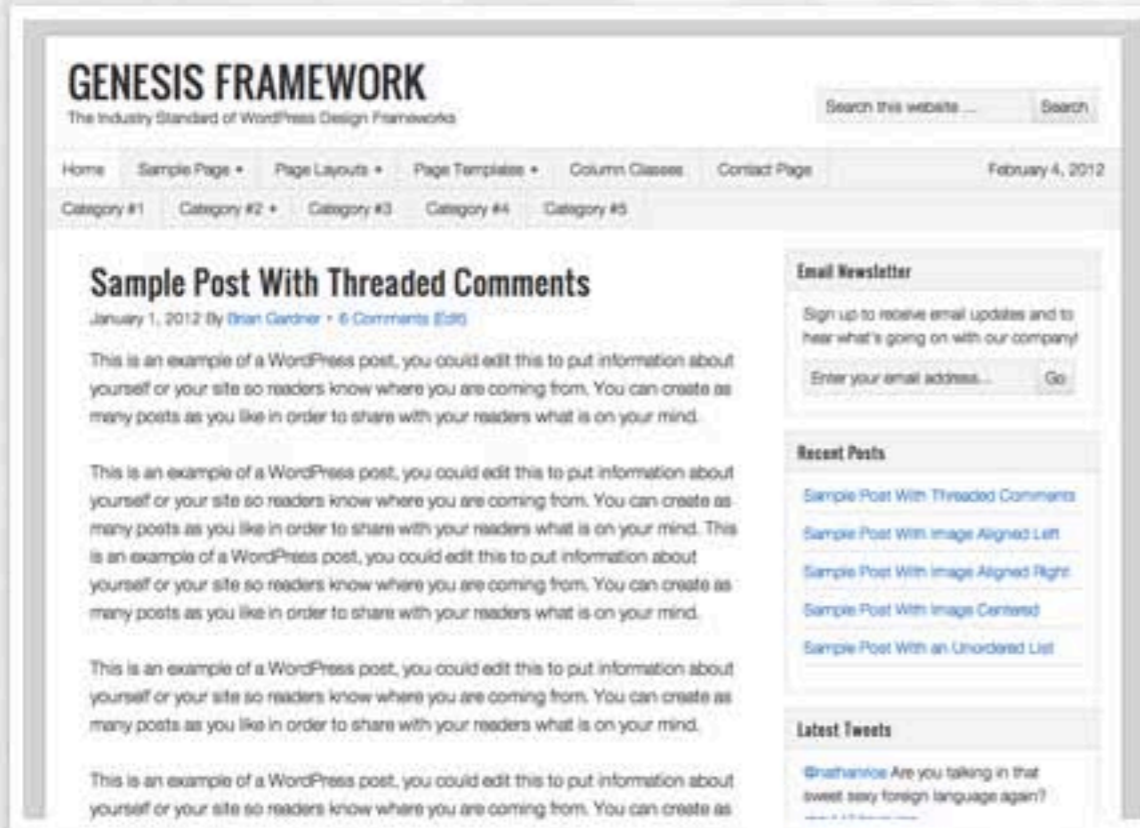 GENESIS FRAMEWORK
The Industry Standard of WordPress Design Frameworks
Search this website ... Search
Home Sample Page Page Layouts Page Templates Column Classes Contact Page February 4, 2012
Category #1 Category #2 Category #3 Category #4 Category #5
Sample Post With Threaded Comments
January 1, 2012 By Brian Gardner • 6 Comments (Edit)
This is an example of a WordPress post, you could edit this to put information about
yourself or your site so readers know where you are coming from. You can create as
many posts as you like in order to share with your readers what is on your mind.
This is an example of a WordPress post, you could edit this to put information about
yourself or your site so readers know where you are coming from. You can create as
many posts as you like in order to share with your readers what is on your mind. This
is an example of a WordPress post, you could edit this to put information about
yourself or your site so readers know where you are coming from. You can create as
many posts as you like in order to share with your readers what is on your mind.
This is an example of a WordPress post, you could edit this to put information about
yourself or your site so readers know where you are coming from. You can create as
many posts as you like in order to share with your readers what is on your mind.
This is an example of a WordPress post, you could edit this to put information about
yourself or your site so readers know where you are coming from. You can create as
Email Newsletter
Sign up to receive email updates and to
hear what's going on with our company!
Enter your email address... Go
Recent Posts
Sample Post With Threaded Comments
Sample Post With Image Aligned Left
Sample Post With Image Aligned Right
Sample Post With Image Centered
Sample Post With an Unordered List
Latest Tweets
@nathanrice Are you talking in that
sweet sexy foreign language again?